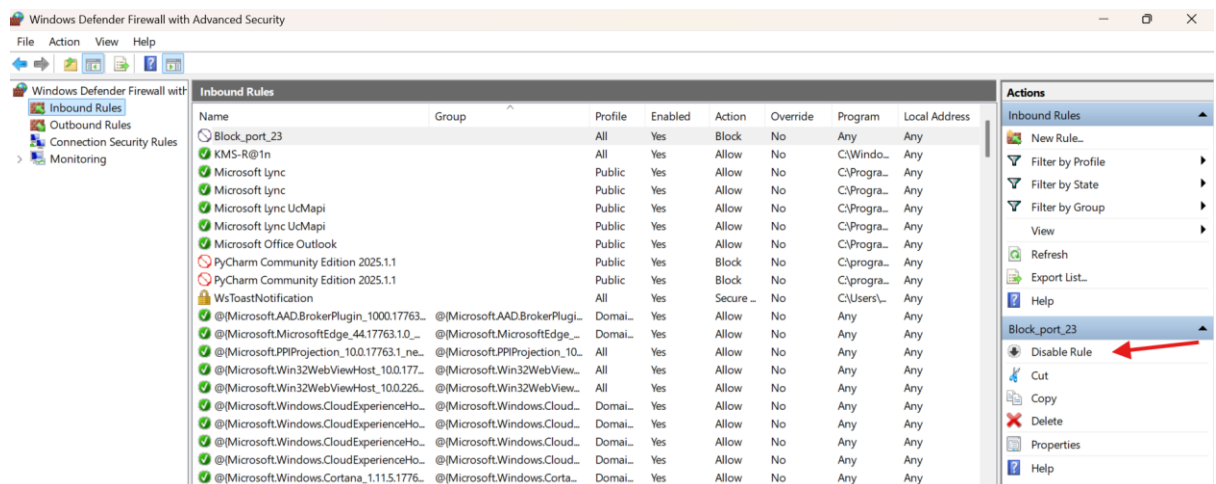 Windows Defender Firewall with Advanced Security
File Action View Help
Windows Defender Firewall with
Inbound Rules
Outbound Rules
Connection Security Rules
Monitoring
Inbound Rules
Name Group Profile Enabled Action Override Program Local Address
Block_port_23 All Yes Block No Any Any
KMS-R@1n All Yes Allow No C:\Windo... Any
Microsoft Lync Public Yes Allow No C:\Progra... Any
Microsoft Lync Public Yes Allow No C:\Progra... Any
Microsoft Lync UcMapi Public Yes Allow No C:\Progra... Any
Microsoft Lync UcMapi Public Yes Allow No C:\Progra... Any
Microsoft Office Outlook Public Yes Allow No C:\Progra... Any
PyCharm Community Edition 2025.1.1 Public Yes Block No C:\progra... Any
PyCharm Community Edition 2025.1.1 Public Yes Block No C:\progra... Any
WsToastNotification All Yes Secure ... No C:\Users\... Any
@{Microsoft.AAD.BrokerPlugin_1000.17763... @{Microsoft.AAD.BrokerPlugi... Domai... Yes Allow No Any Any
@{Microsoft.MicrosoftEdge_44.17763.1.0_... @{Microsoft.MicrosoftEdge_... Domai... Yes Allow No Any Any
@{Microsoft.PPIProjection_10.0.17763.1_ne... @{Microsoft.PPIProjection_10... All Yes Allow No Any Any
@{Microsoft.Win32WebViewHost_10.0.177... @{Microsoft.Win32WebView... All Yes Allow No Any Any
@{Microsoft.Win32WebViewHost_10.0.226... @{Microsoft.Win32WebView... All Yes Allow No Any Any
@{Microsoft.Windows.CloudExperienceHo... @{Microsoft.Windows.Cloud... Domai... Yes Allow No Any Any
@{Microsoft.Windows.CloudExperienceHo... @{Microsoft.Windows.Cloud... Domai... Yes Allow No Any Any
@{Microsoft.Windows.CloudExperienceHo... @{Microsoft.Windows.Cloud... Domai... Yes Allow No Any Any
@{Microsoft.Windows.CloudExperienceHo... @{Microsoft.Windows.Cloud... Domai... Yes Allow No Any Any
@{Microsoft.Windows.Cortana_1.11.5.1776... @{Microsoft.Windows.Corta... Domai... Yes Allow No Any Any
Actions
Inbound Rules
New Rule...
Filter by Profile
Filter by State
Filter by Group
View
Refresh
Export List...
Help
Block_port_23
Disable Rule
Cut
Copy
Delete
Properties
Help